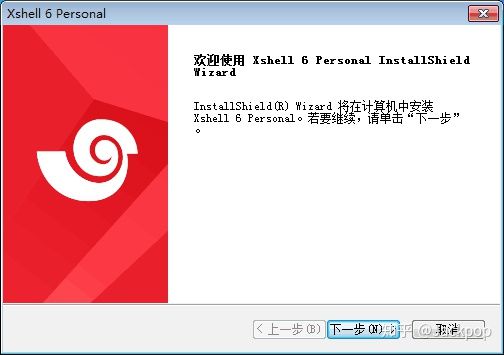 Xshell 6 Personal
欢迎使用 Xshell 6 Personal InstallShield
Wizard
InstallShield(R) Wizard 将在计算机中安装
Xshell 6 Personal。若要继续，请单击“下一步”
。
< 上一步(B)
下一步(N) >
取消
知乎 @Jackpop